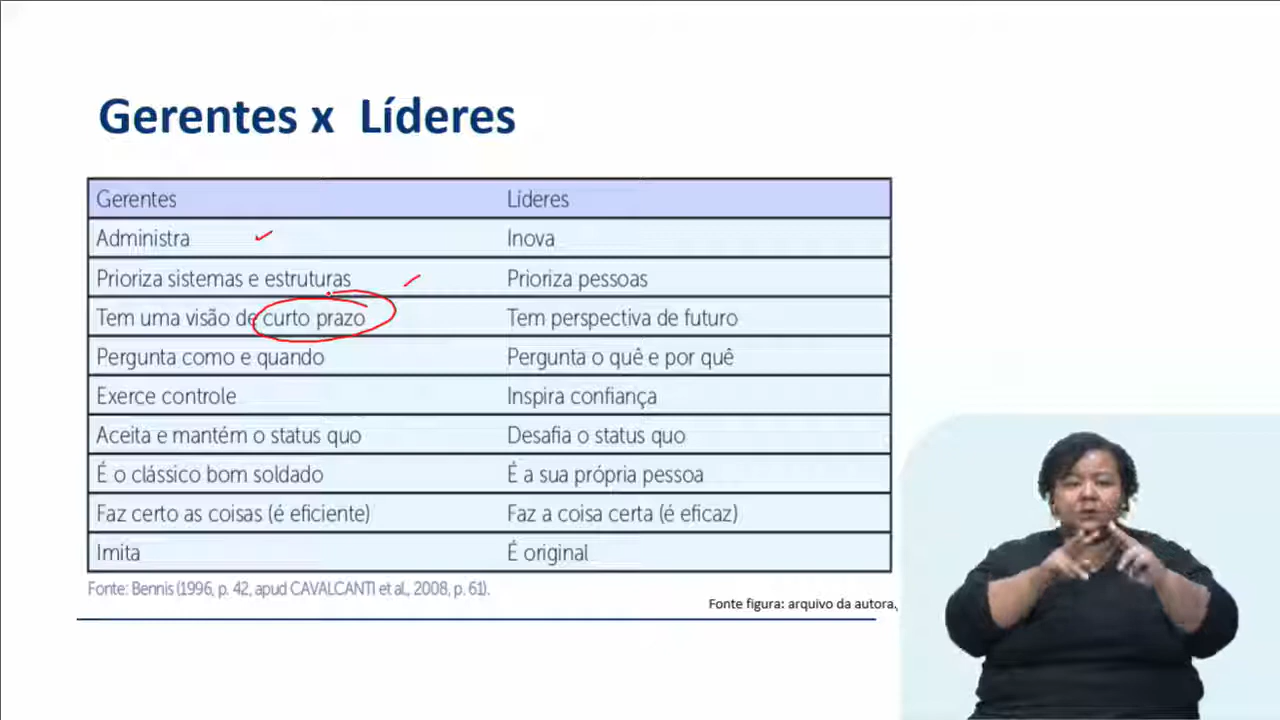 Gerentes x Líderes
Gerentes Líderes
Administra Inova
Prioriza sistemas e estruturas Prioriza pessoas
Tem uma visão de curto prazo Tem perspectiva de futuro
Pergunta como e quando Pergunta o quê e por quê
Exerce controle Inspira confiança
Aceita e mantém o status quo Desafia o status quo
É o clássico bom soldado É a sua própria pessoa
Faz certo as coisas (é eficiente) Faz a coisa certa (é eficaz)
Imita É original
Fonte: Bennis (1996, p. 42, apud CAVALCANTI et al., 2008, p. 61).
Fonte figura: arquivo da autora.